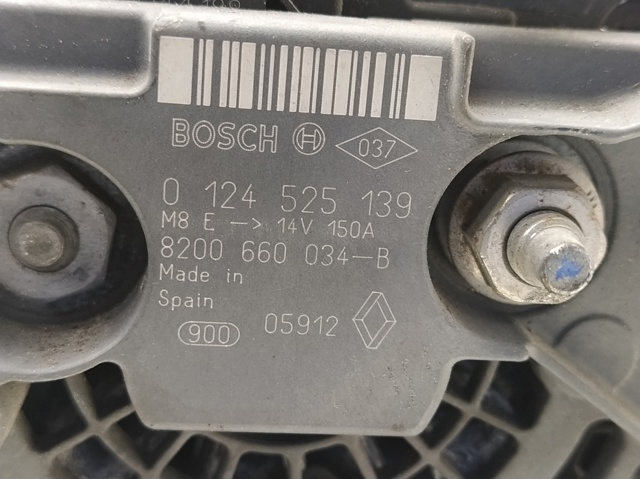 BOSCH 037
0 124 525 139
M8 E -> 14V 150A
8200 660 034-B
Made in
Spain
900 05912